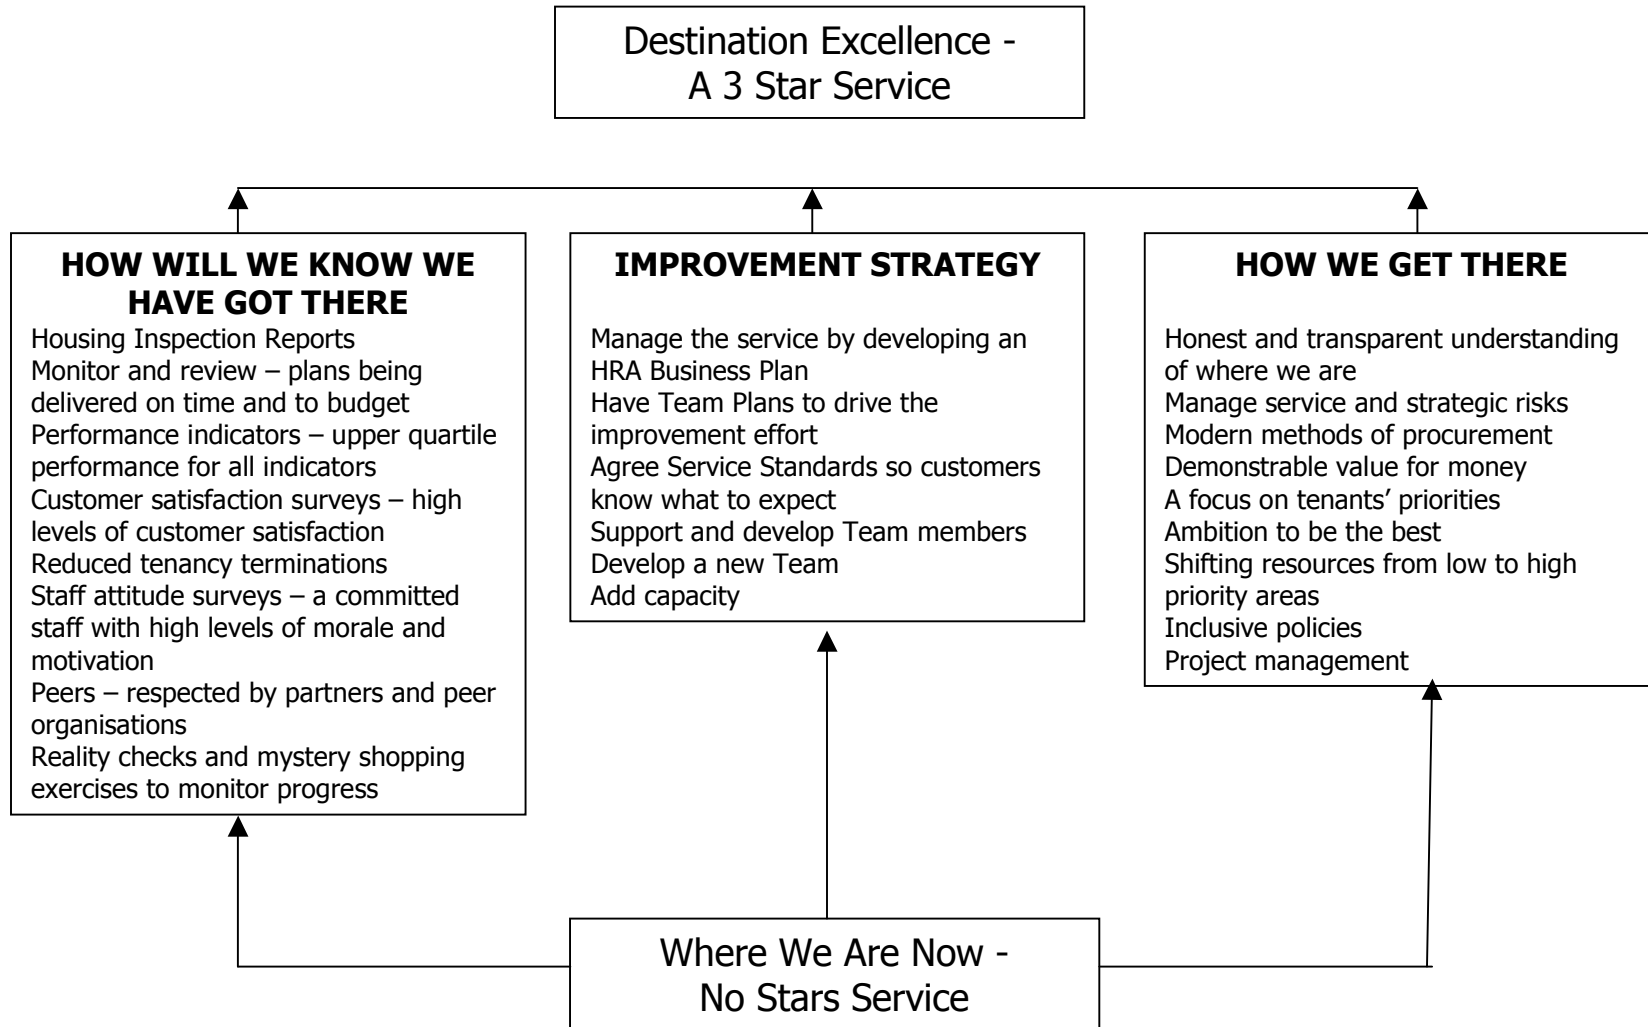 Destination Excellence -
A 3 Star Service
HOW WILL WE KNOW WE
HAVE GOT THERE
Housing Inspection Reports
Monitor and review – plans being
delivered on time and to budget
Performance indicators – upper quartile
performance for all indicators
Customer satisfaction surveys – high
levels of customer satisfaction
Reduced tenancy terminations
Staff attitude surveys – a committed
staff with high levels of morale and
motivation
Peers – respected by partners and peer
organisations
Reality checks and mystery shopping
exercises to monitor progress
IMPROVEMENT STRATEGY
Manage the service by developing an
HRA Business Plan
Have Team Plans to drive the
improvement effort
Agree Service Standards so customers
know what to expect
Support and develop Team members
Develop a new Team
Add capacity
HOW WE GET THERE
Honest and transparent understanding
of where we are
Manage service and strategic risks
Modern methods of procurement
Demonstrable value for money
A focus on tenants’ priorities
Ambition to be the best
Shifting resources from low to high
priority areas
Inclusive policies
Project management
Where We Are Now -
No Stars Service